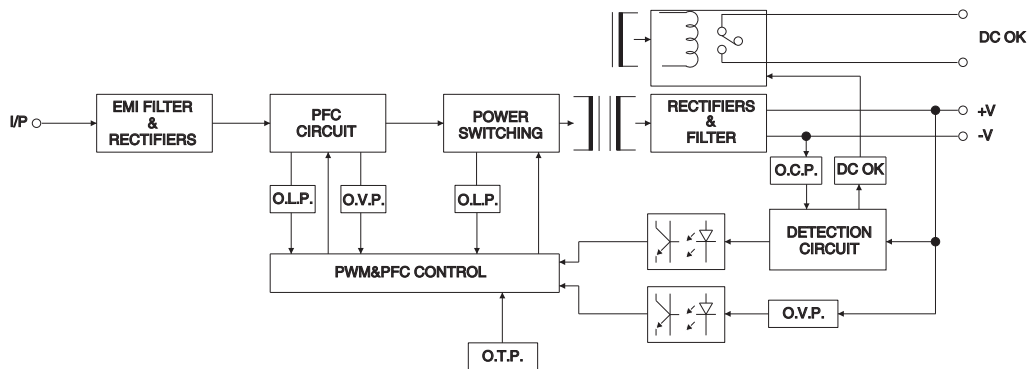 DC OK
I/P
EMI FILTER
&
RECTIFIERS
PFC
CIRCUIT
POWER
SWITCHING
RECTIFIERS
&
FILTER
+V
-V
O.L.P.
O.V.P.
O.L.P.
O.C.P.
DC OK
DETECTION
CIRCUIT
PWM&PFC CONTROL
O.V.P.
O.T.P.